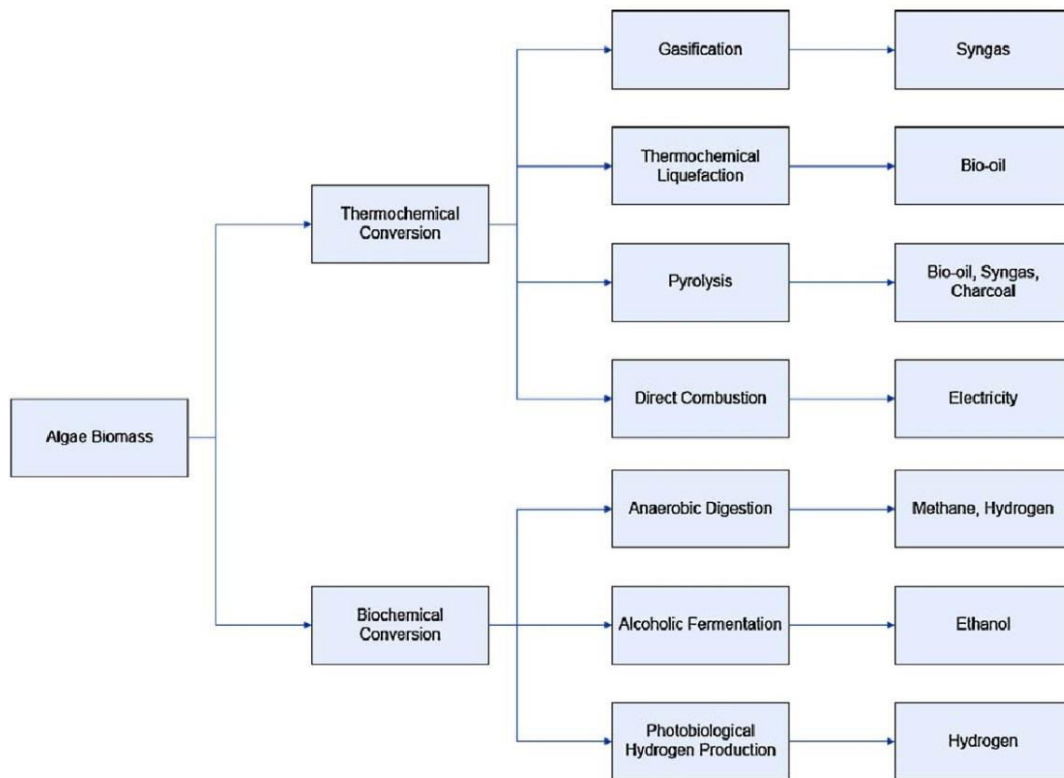 Gasification
Syngas
Thermochemical
Liquefaction
Bio-oil
Thermochemical
Conversion
Pyrolysis
Bio-oil, Syngas,
Charcoal
Direct Combustion
Electricity
Algae Biomass
Anaerobic Digestion
Methane, Hydrogen
Biochemical
Conversion
Alcoholic Fermentation
Ethanol
Photobiological
Hydrogen Production
Hydrogen